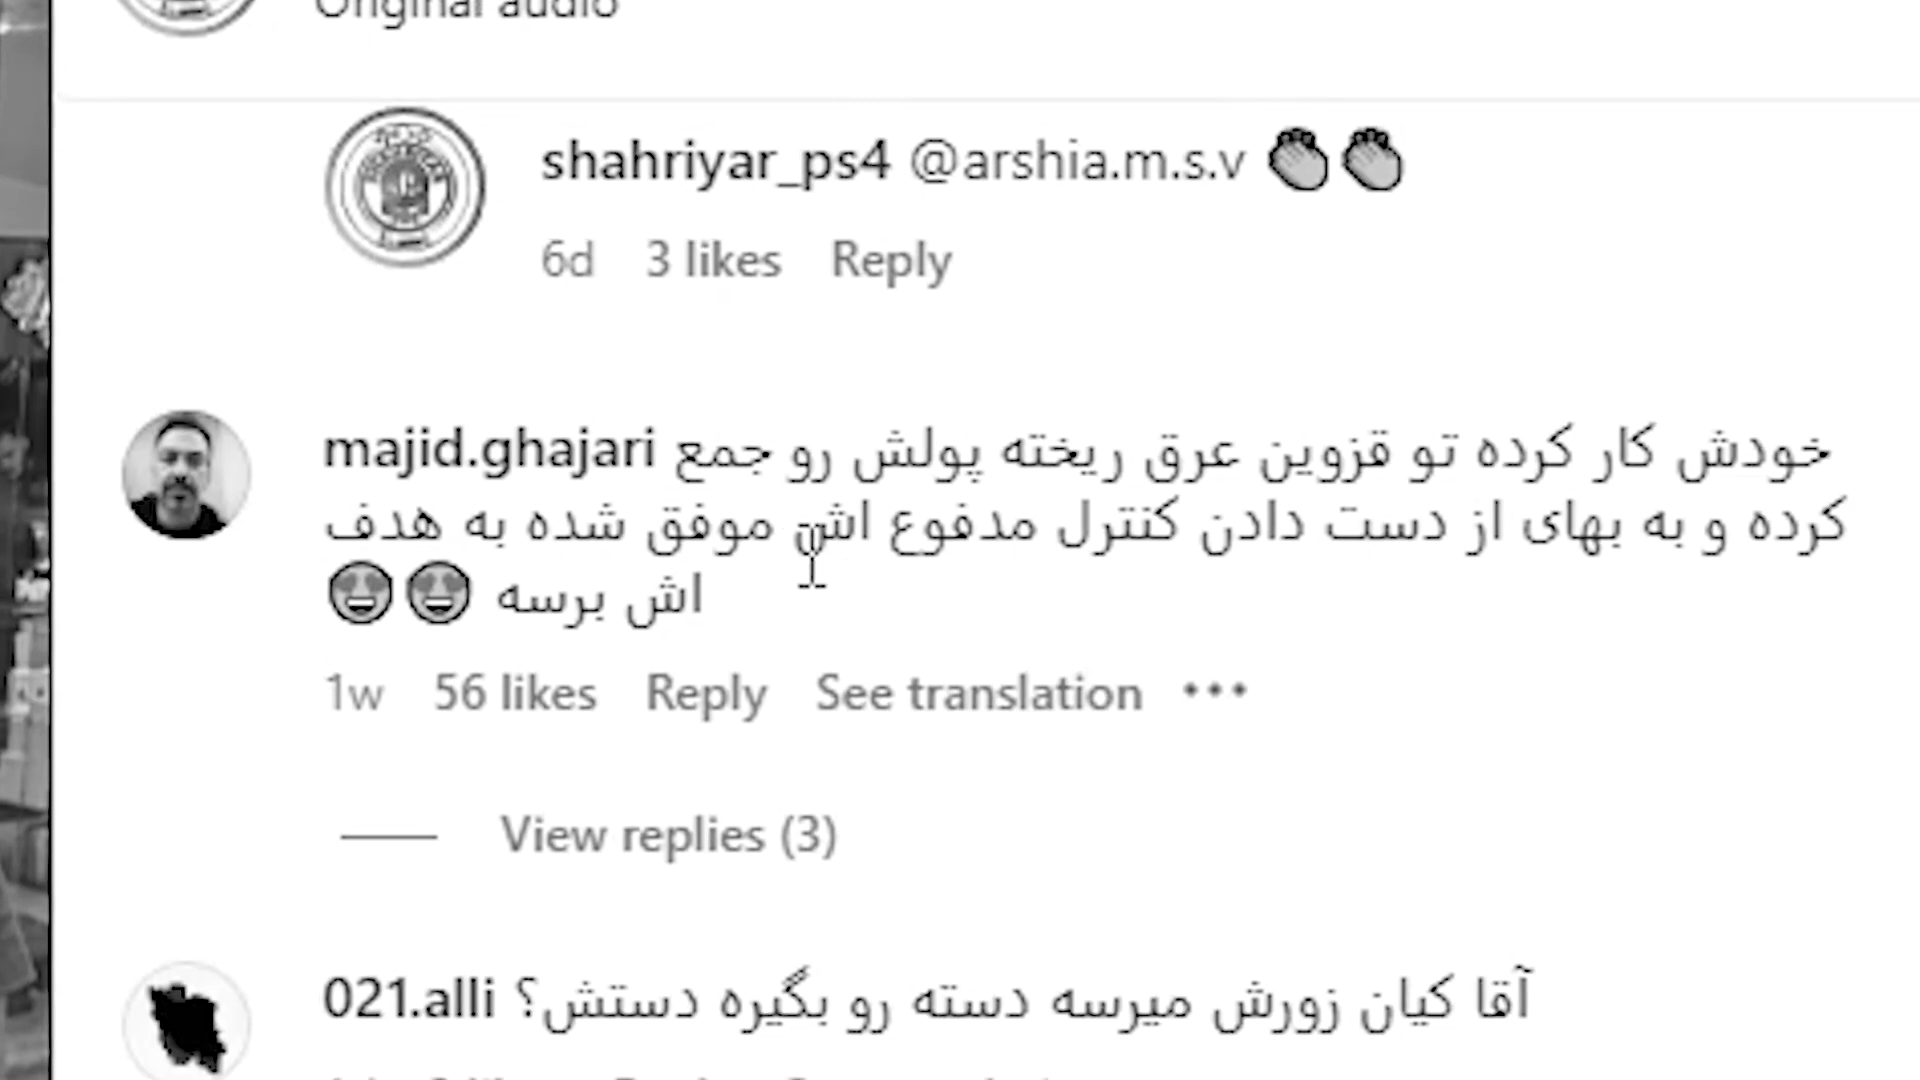 Original audio
shahriyar_ps4 @arshia.m.s.v 👏👏
6d 3 likes Reply
majid.ghajari خودش کار کرده تو قزوین عرق ریخته پولش رو جمع
کرده و به بهای از دست دادن کنترل مدفوع اش موفق شده به هدف
اش برسه 😍😍
1w 56 likes Reply See translation •••
View replies (3)
021.alli آقا کیان زورش میرسه دسته رو بگیره دستش؟